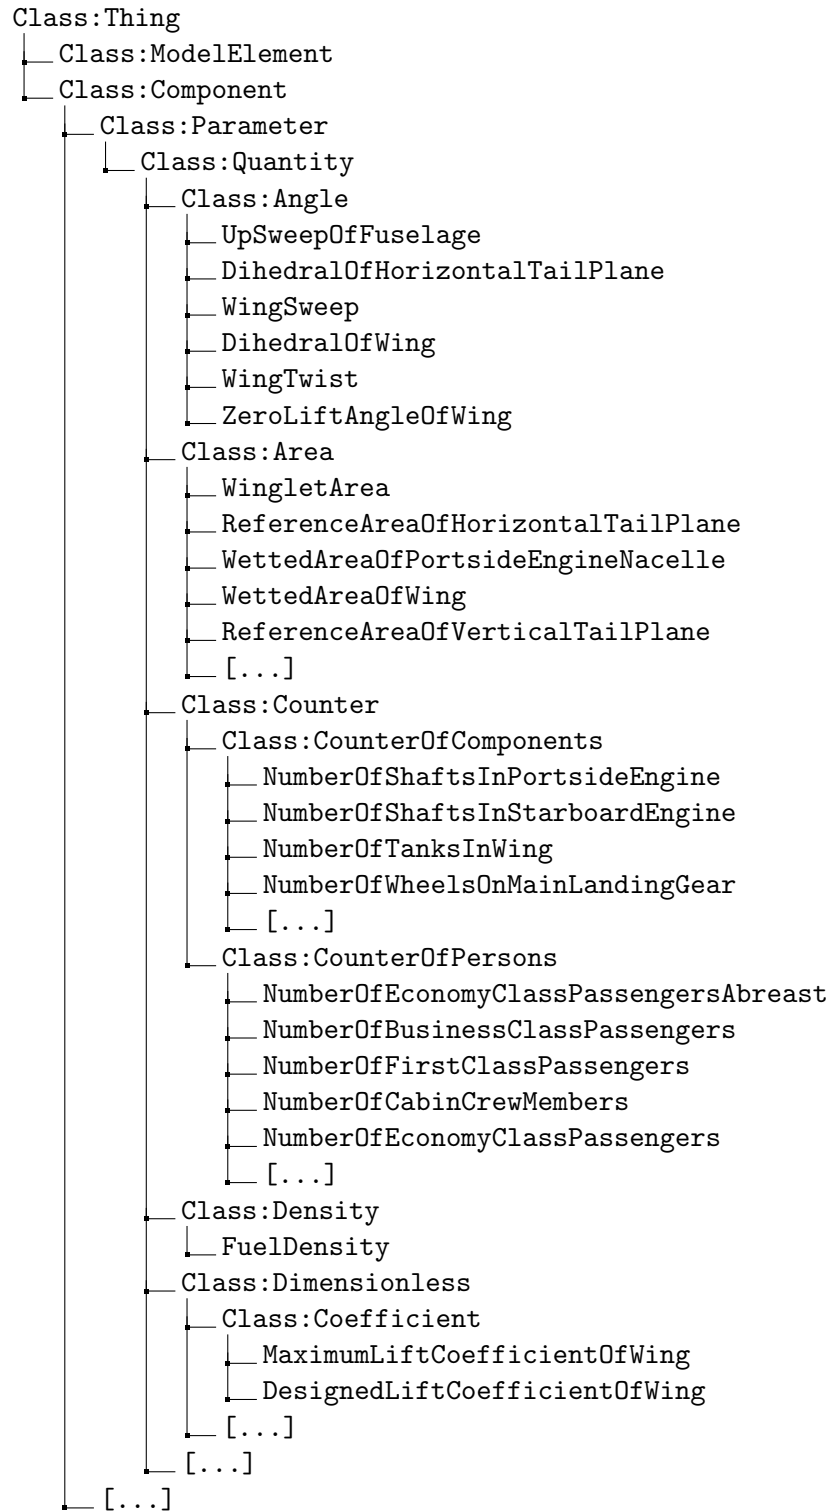 Class:Thing
Class:ModelElement
Class:Component
Class:Parameter
Class:Quantity
Class:Angle
UpSweepOfFuselage
DihedralOfHorizontalTailPlane
WingSweep
DihedralOfWing
WingTwist
ZeroLiftAngleOfWing
Class:Area
WingletArea
ReferenceAreaOfHorizontalTailPlane
WettedAreaOfPortsideEngineNacelle
WettedAreaOfWing
ReferenceAreaOfVerticalTailPlane
[...]
Class:Counter
Class:CounterOfComponents
NumberOfShaftsInPortsideEngine
NumberOfShaftsInStarboardEngine
NumberOfTanksInWing
NumberOfWheelsOnMainLandingGear
[...]
Class:CounterOfPersons
NumberOfEconomyClassPassengersAbreast
NumberOfBusinessClassPassengers
NumberOfFirstClassPassengers
NumberOfCabinCrewMembers
NumberOfEconomyClassPassengers
[...]
Class:Density
FuelDensity
Class:Dimensionless
Class:Coefficient
MaximumLiftCoefficientOfWing
DesignedLiftCoefficientOfWing
[...]
[...]
[...]